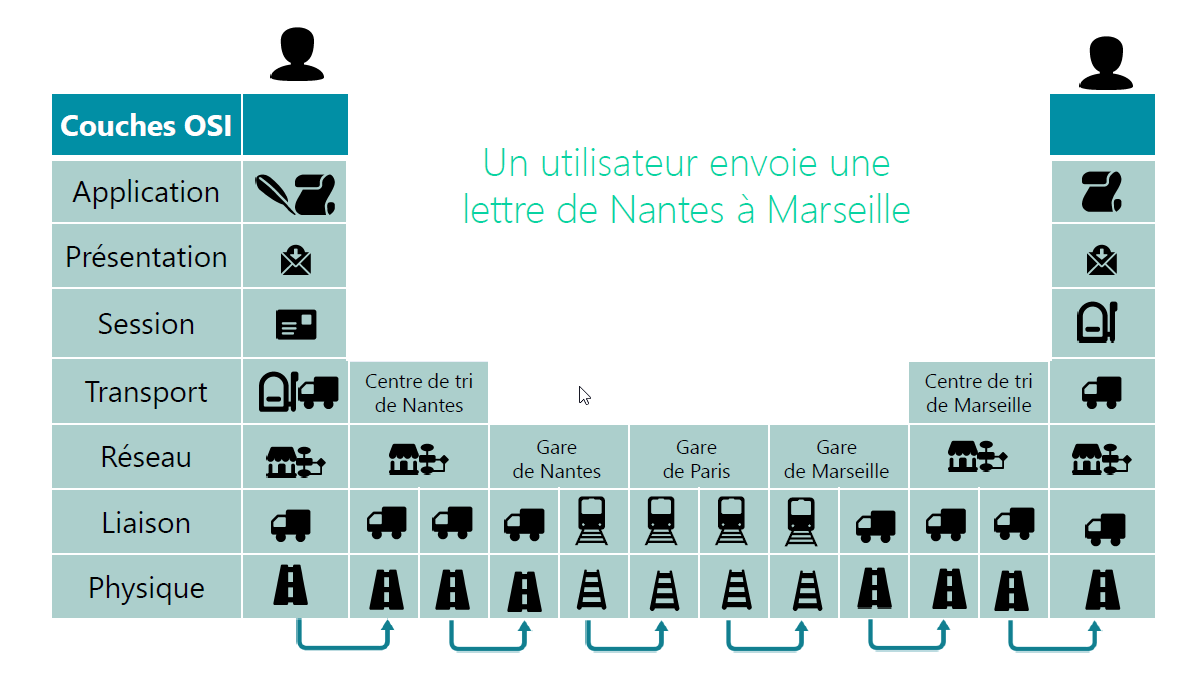 Couches OSI
Un utilisateur envoie une
lettre de Nantes à Marseille
Application
Présentation
Session
Transport
Centre de tri
de Nantes
Centre de tri
de Marseille
Réseau
Gare
de Nantes
Gare
de Paris
Gare
de Marseille
Liaison
Physique